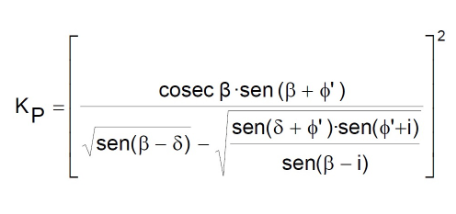 K_P = [ cosec β·sen (β + ϕ') / ( √sen(β − δ) − √( sen(δ + ϕ')·sen(ϕ'+i) / sen(β − i) ) ) ]²